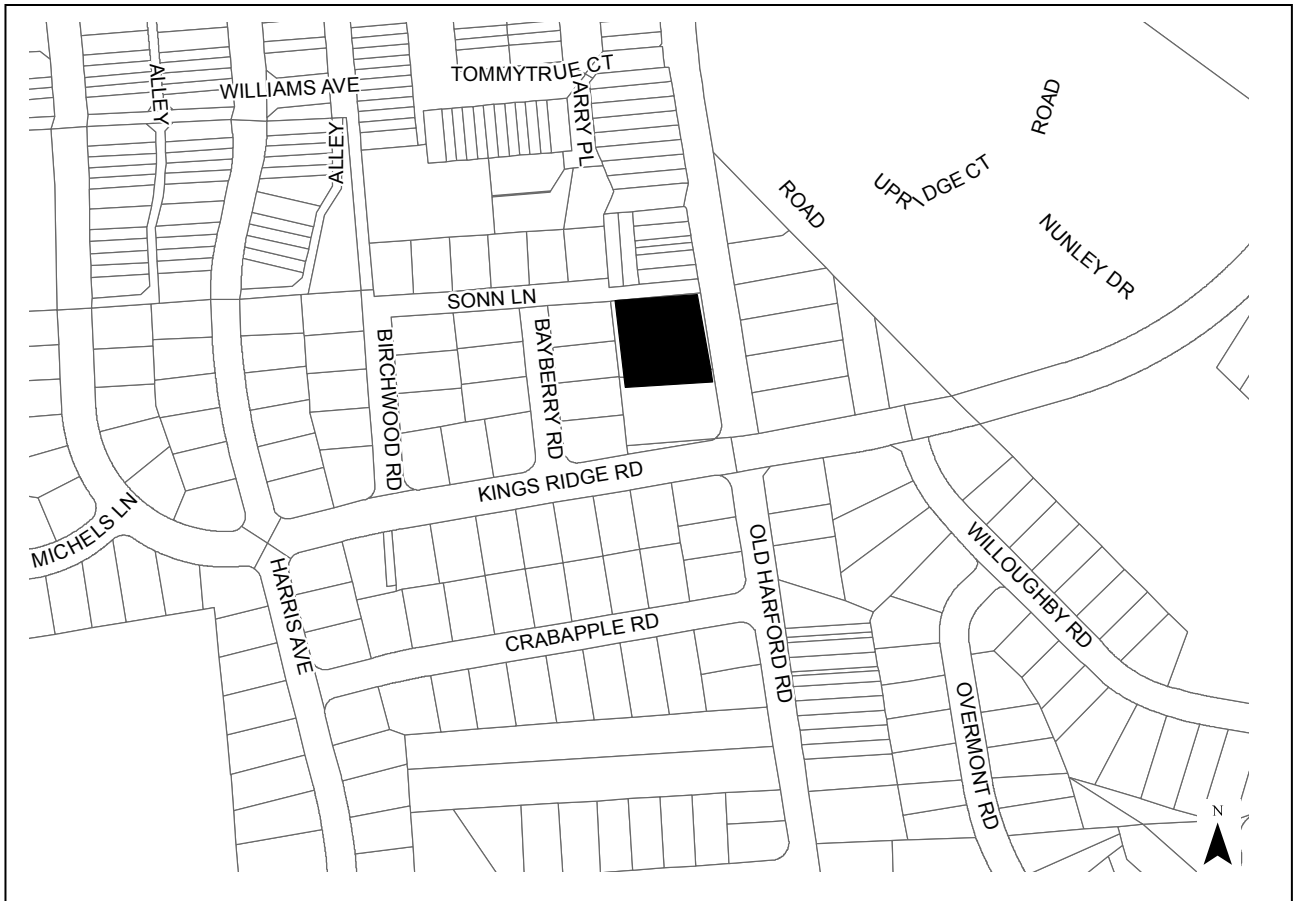 ALLEY
WILLIAMS AVE
TOMMYTRUE CT
ROAD
ARRY PL
ALLEY
UPR DGE CT
ROAD
NUNLEY DR
SONN LN
BIRCHWOOD RD
BAYBERRY RD
KINGS RIDGE RD
MICHELS LN
HARRIS AVE
OLD HARFORD RD
WILLOUGHBY RD
CRABAPPLE RD
OVERMONT RD
N